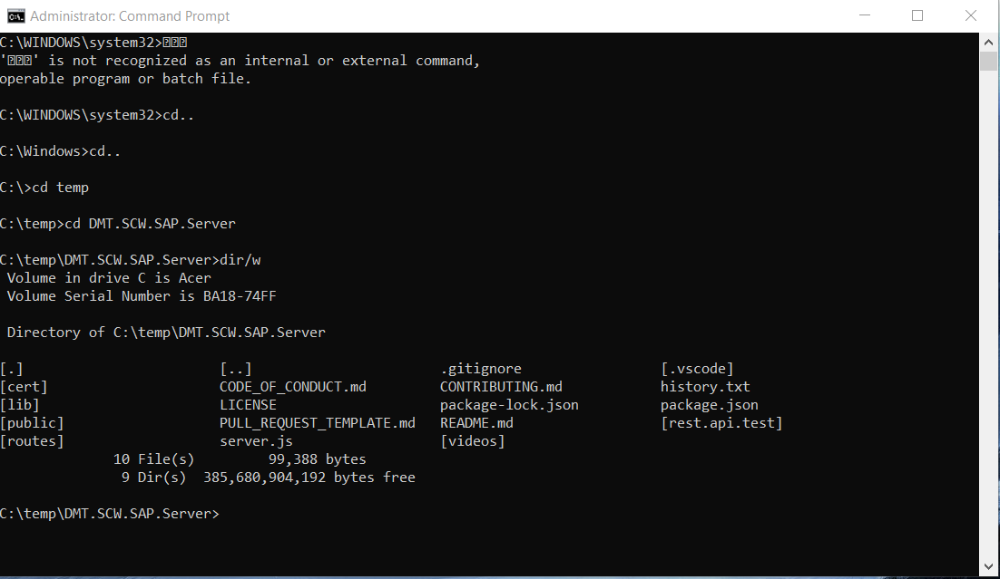 Administrator: Command Prompt
C:\WINDOWS\system32>
'' is not recognized as an internal or external command,
operable program or batch file.
C:\WINDOWS\system32>cd..
C:\Windows>cd..
C:\>cd temp
C:\temp>cd DMT.SCW.SAP.Server
C:\temp\DMT.SCW.SAP.Server>dir/w
Volume in drive C is Acer
Volume Serial Number is BA18-74FF
Directory of C:\temp\DMT.SCW.SAP.Server
[.] [..] .gitignore [.vscode]
[cert] CODE_OF_CONDUCT.md CONTRIBUTING.md history.txt
[lib] LICENSE package-lock.json package.json
[public] PULL_REQUEST_TEMPLATE.md README.md [rest.api.test]
[routes] server.js [videos]
10 File(s) 99,388 bytes
9 Dir(s) 385,680,904,192 bytes free
C:\temp\DMT.SCW.SAP.Server>